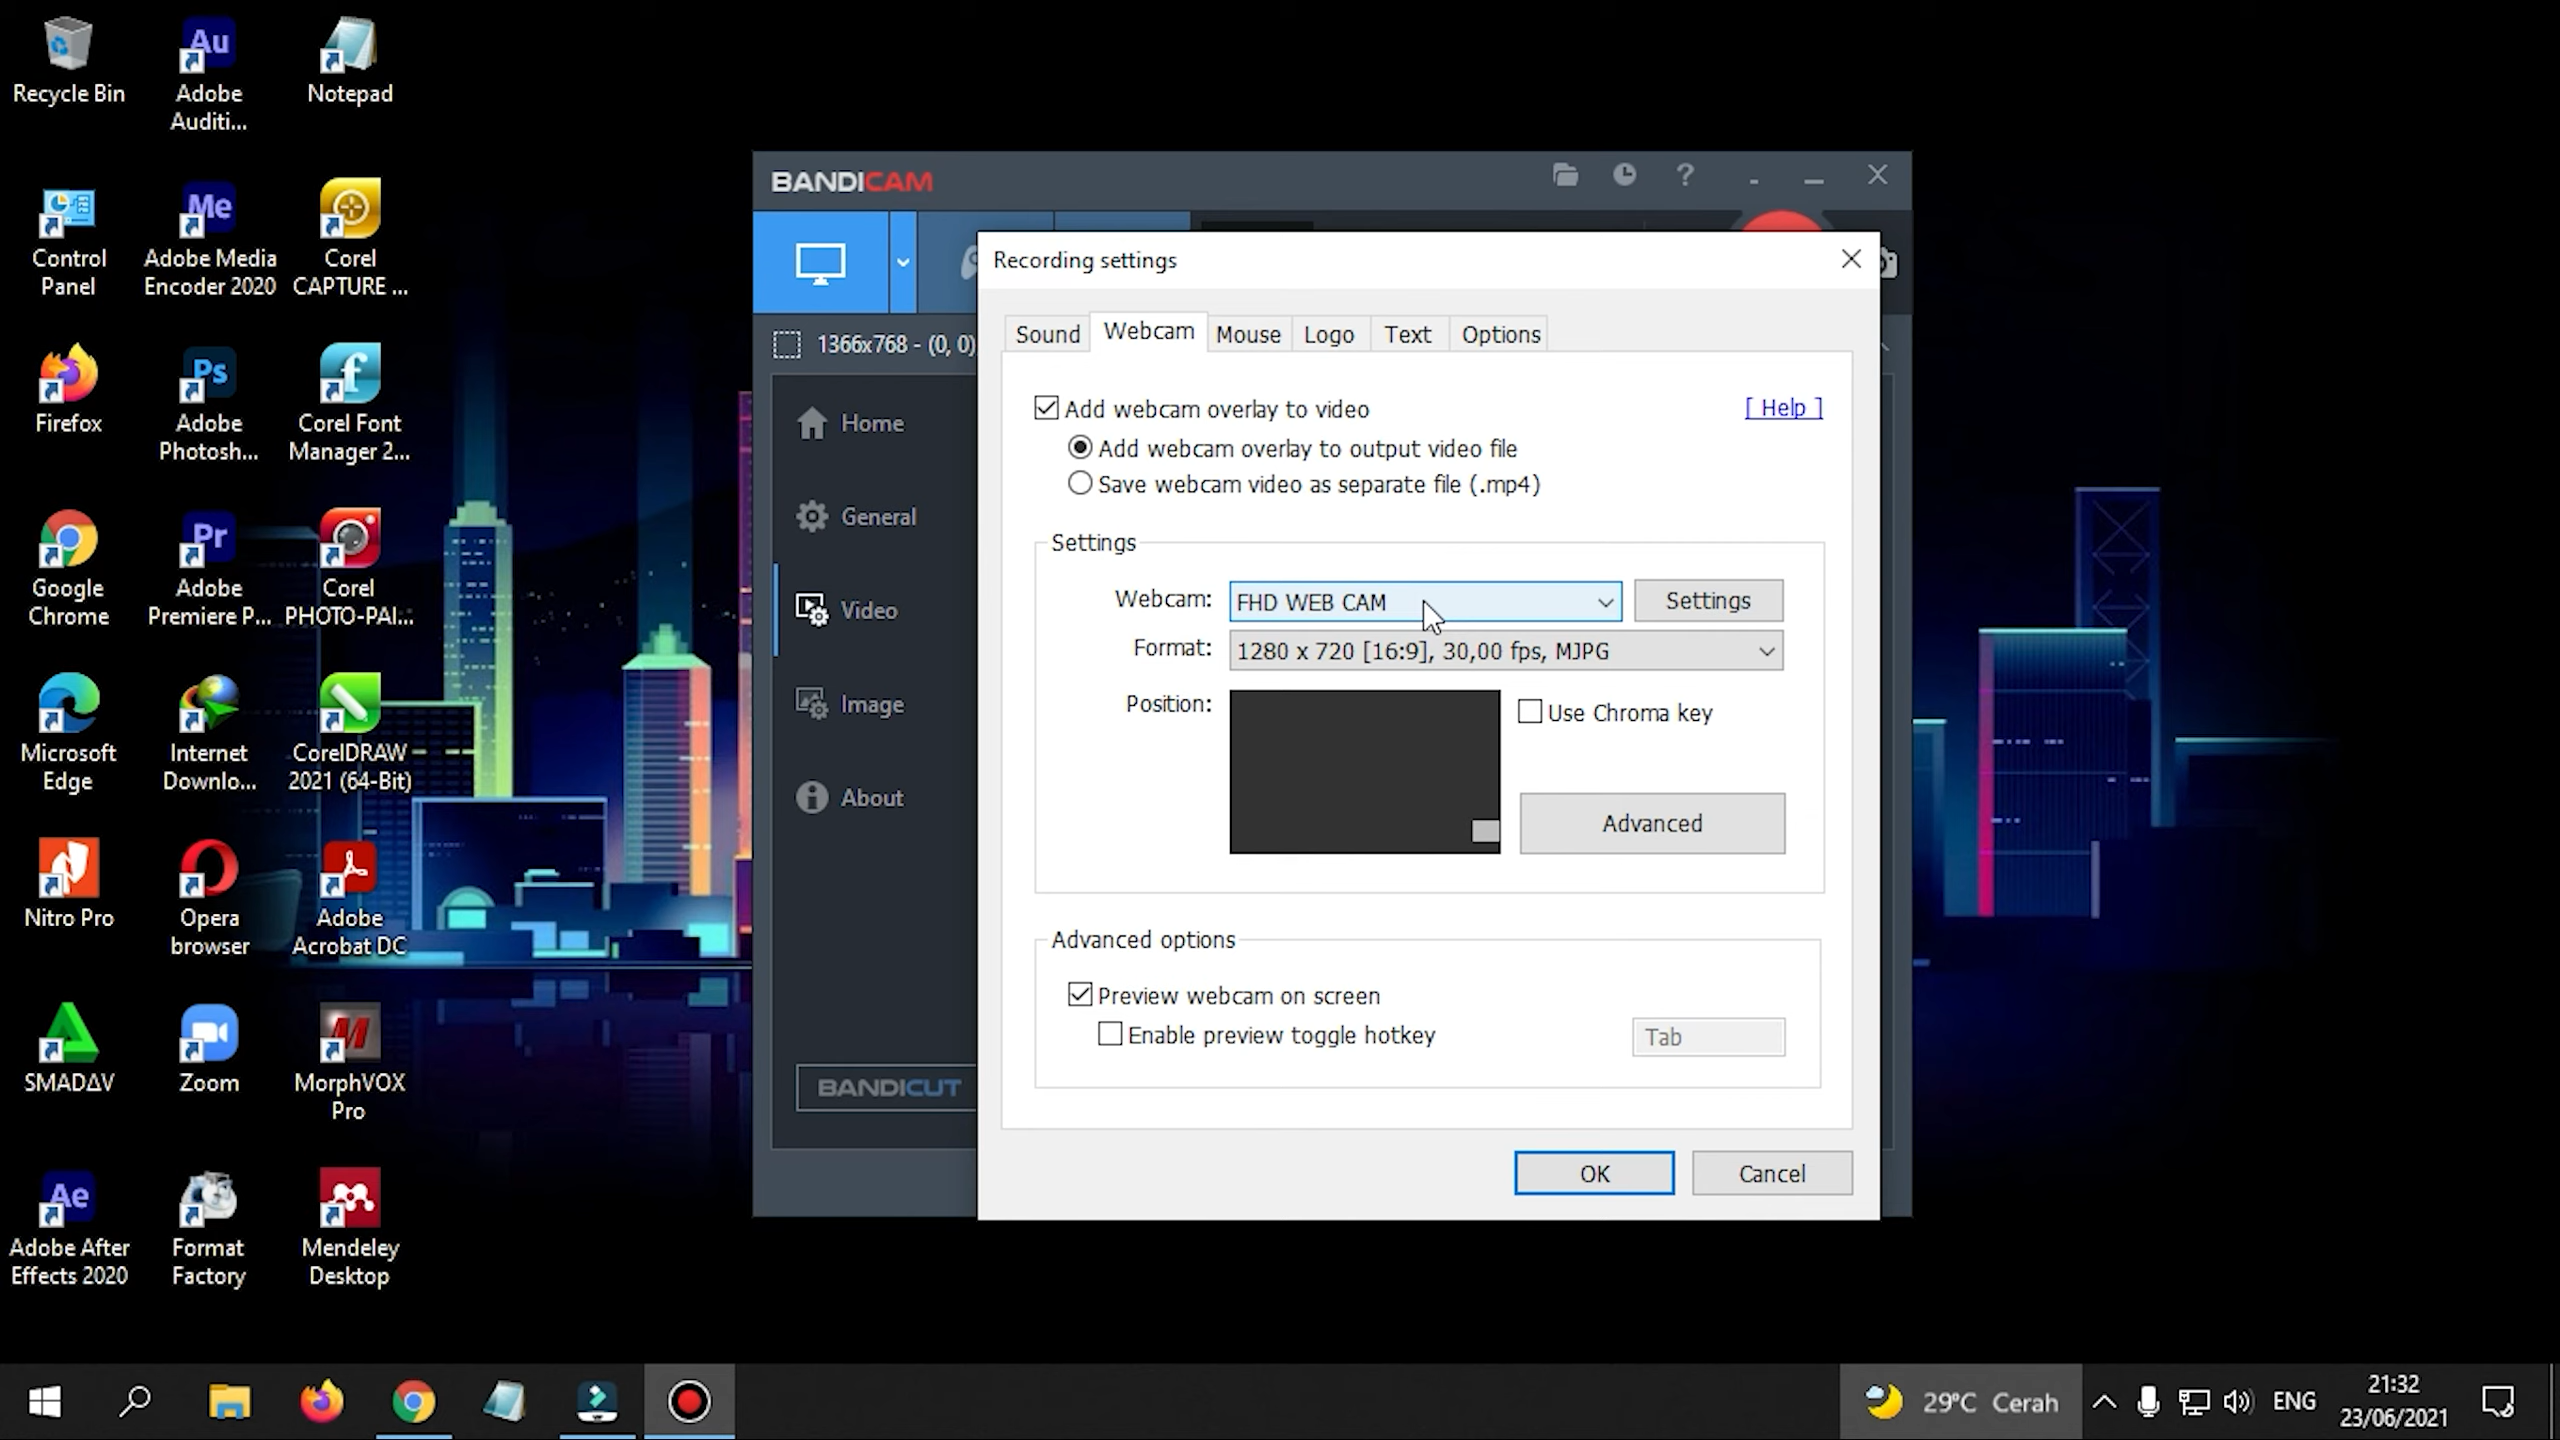 Recycle Bin
Adobe
Auditi...
Notepad
Control
Panel
Adobe Media
Encoder 2020
Corel
CAPTURE ...
Firefox
Adobe
Photosh...
Corel Font
Manager 2...
Google
Chrome
Adobe
Premiere P...
Corel
PHOTO-PAI...
Microsoft
Edge
Internet
Downlo...
CorelDRAW
2021 (64-Bit)
Nitro Pro
Opera
browser
Adobe
Acrobat DC
SMADΔV
Zoom
MorphVOX
Pro
Adobe After
Effects 2020
Format
Factory
Mendeley
Desktop
Au
Me
Ps
Pr
Ae
BANDICAM
1366x768 - (0, 0)
Home
General
Video
Image
About
BANDICUT
Recording settings
Sound
Webcam
Mouse
Logo
Text
Options
Add webcam overlay to video
[ Help ]
Add webcam overlay to output video file
Save webcam video as separate file (.mp4)
Settings
Webcam:
FHD WEB CAM
Settings
Format:
1280 x 720 [16:9], 30,00 fps, MJPG
Position:
Use Chroma key
Advanced
Advanced options
Preview webcam on screen
Enable preview toggle hotkey
Tab
OK
Cancel
29°C Cerah
ENG
21:32
23/06/2021